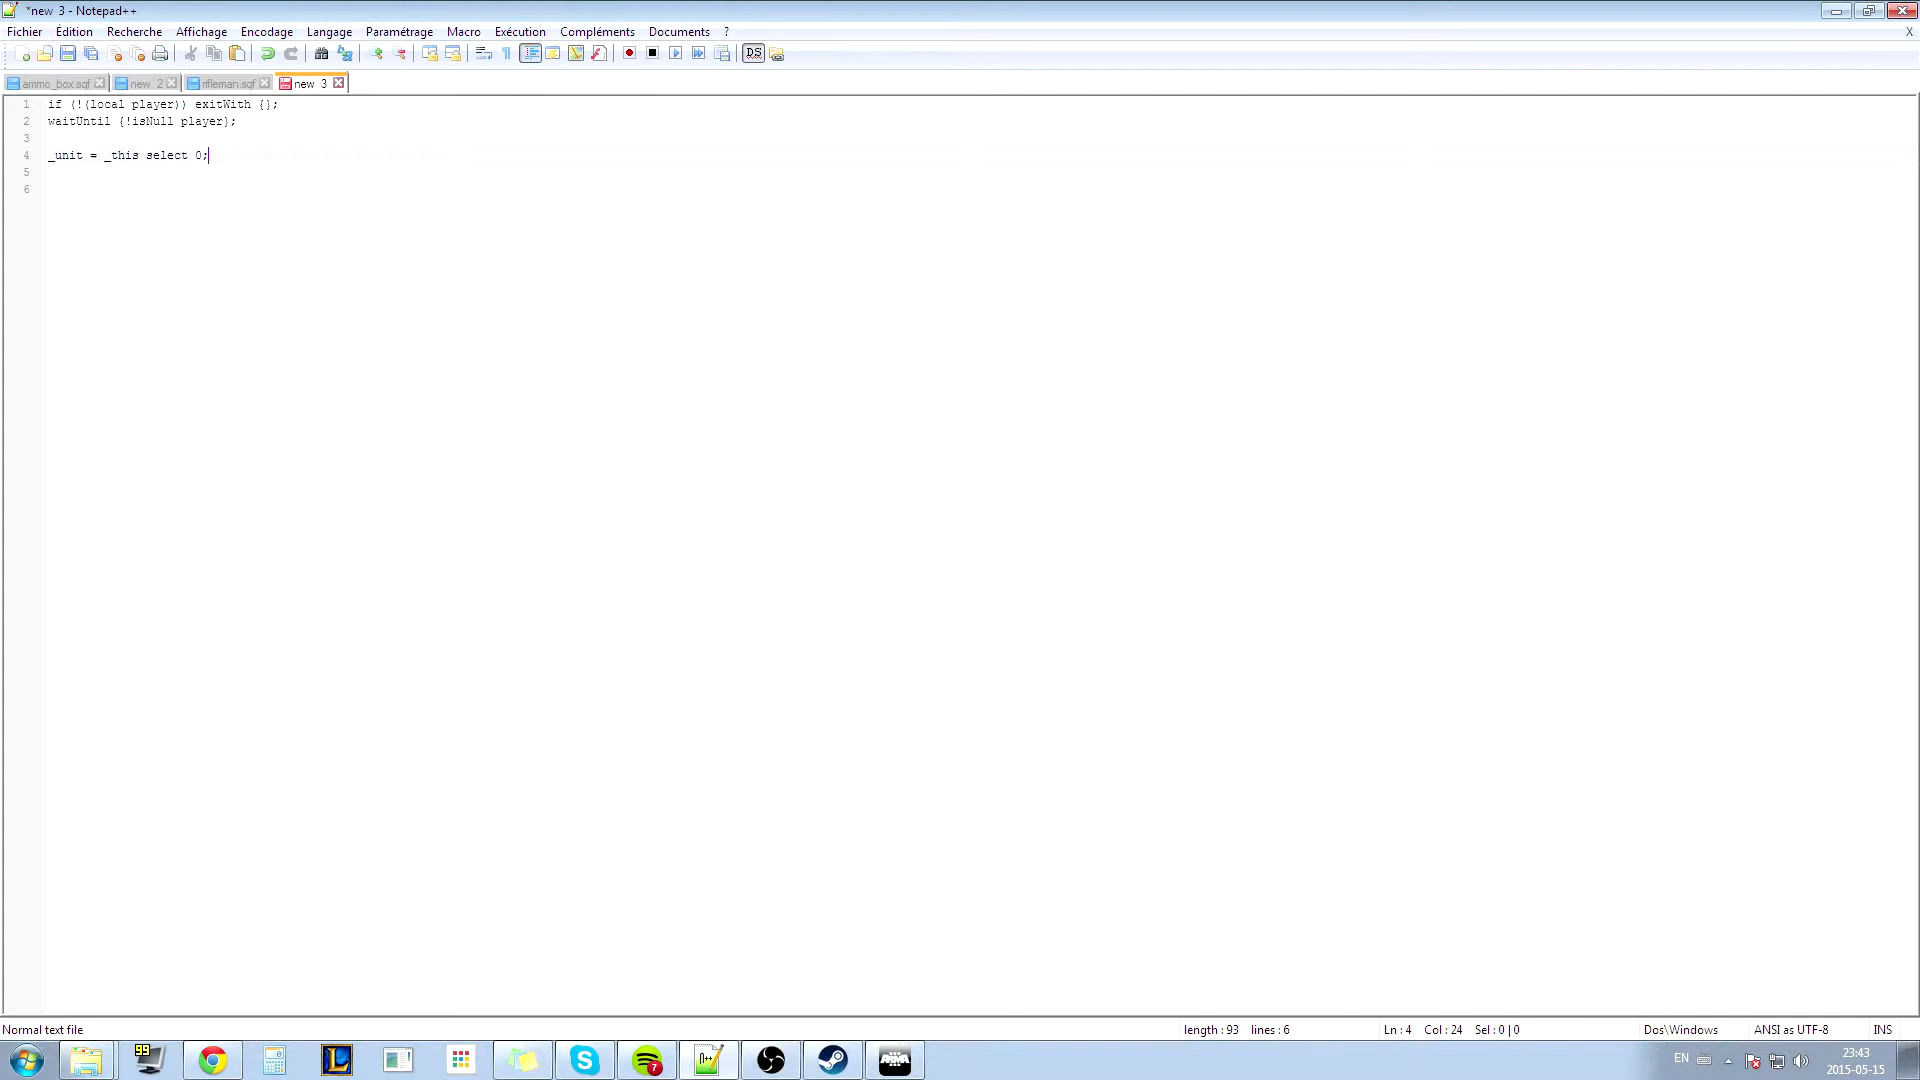 *new 3 - Notepad++
Fichier Édition Recherche Affichage Encodage Langage Paramétrage Macro Exécution Compléments Documents ? X
ammo_box.sqf new 2 rifleman.sqf new 3
1 if (!(local player)) exitWith {};
2 waitUntil {!isNull player};
3
4 _unit = _this select 0;
5
6
Normal text file length : 93 lines : 6 Ln : 4 Col : 24 Sel : 0 | 0 Dos\Windows ANSI as UTF-8 INS
99 7 EN 23:43
2015-05-15